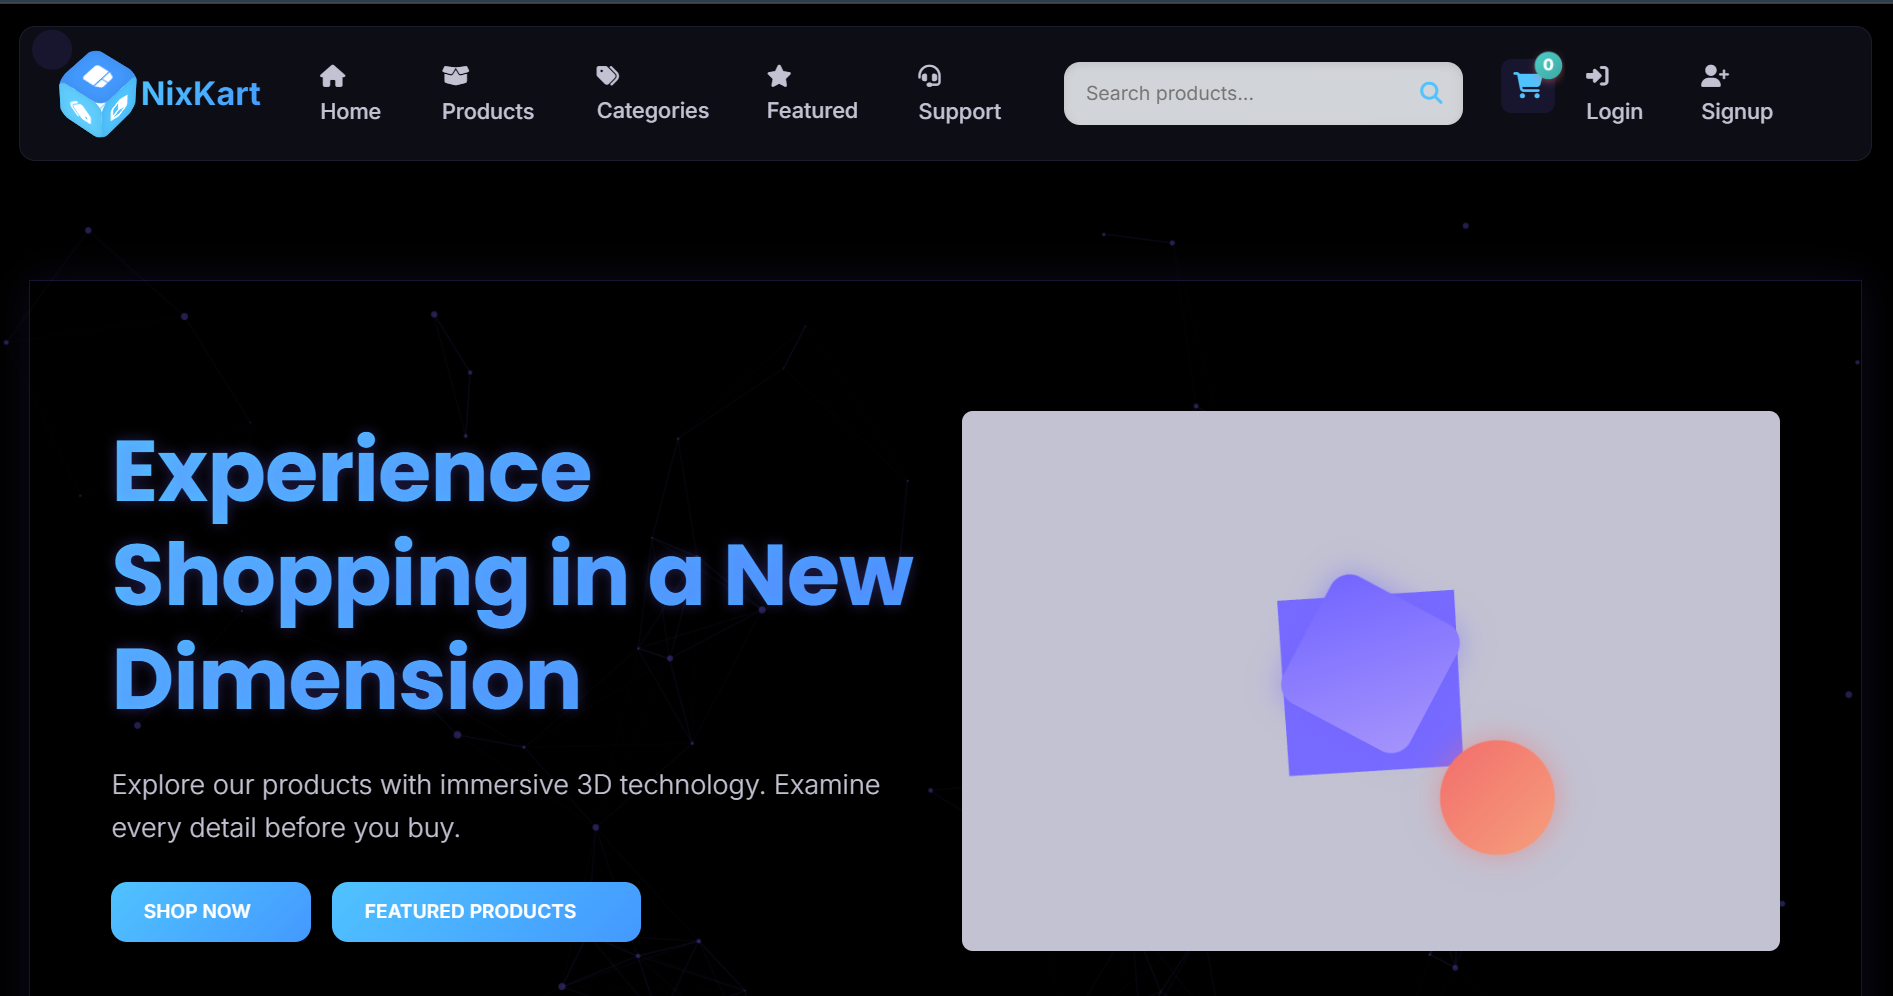 NixKart
Home
Products
Categories
Featured
Support
Search products...
0
Login
Signup
Experience
Shopping in a New
Dimension
Explore our products with immersive 3D technology. Examine
every detail before you buy.
SHOP NOW
FEATURED PRODUCTS